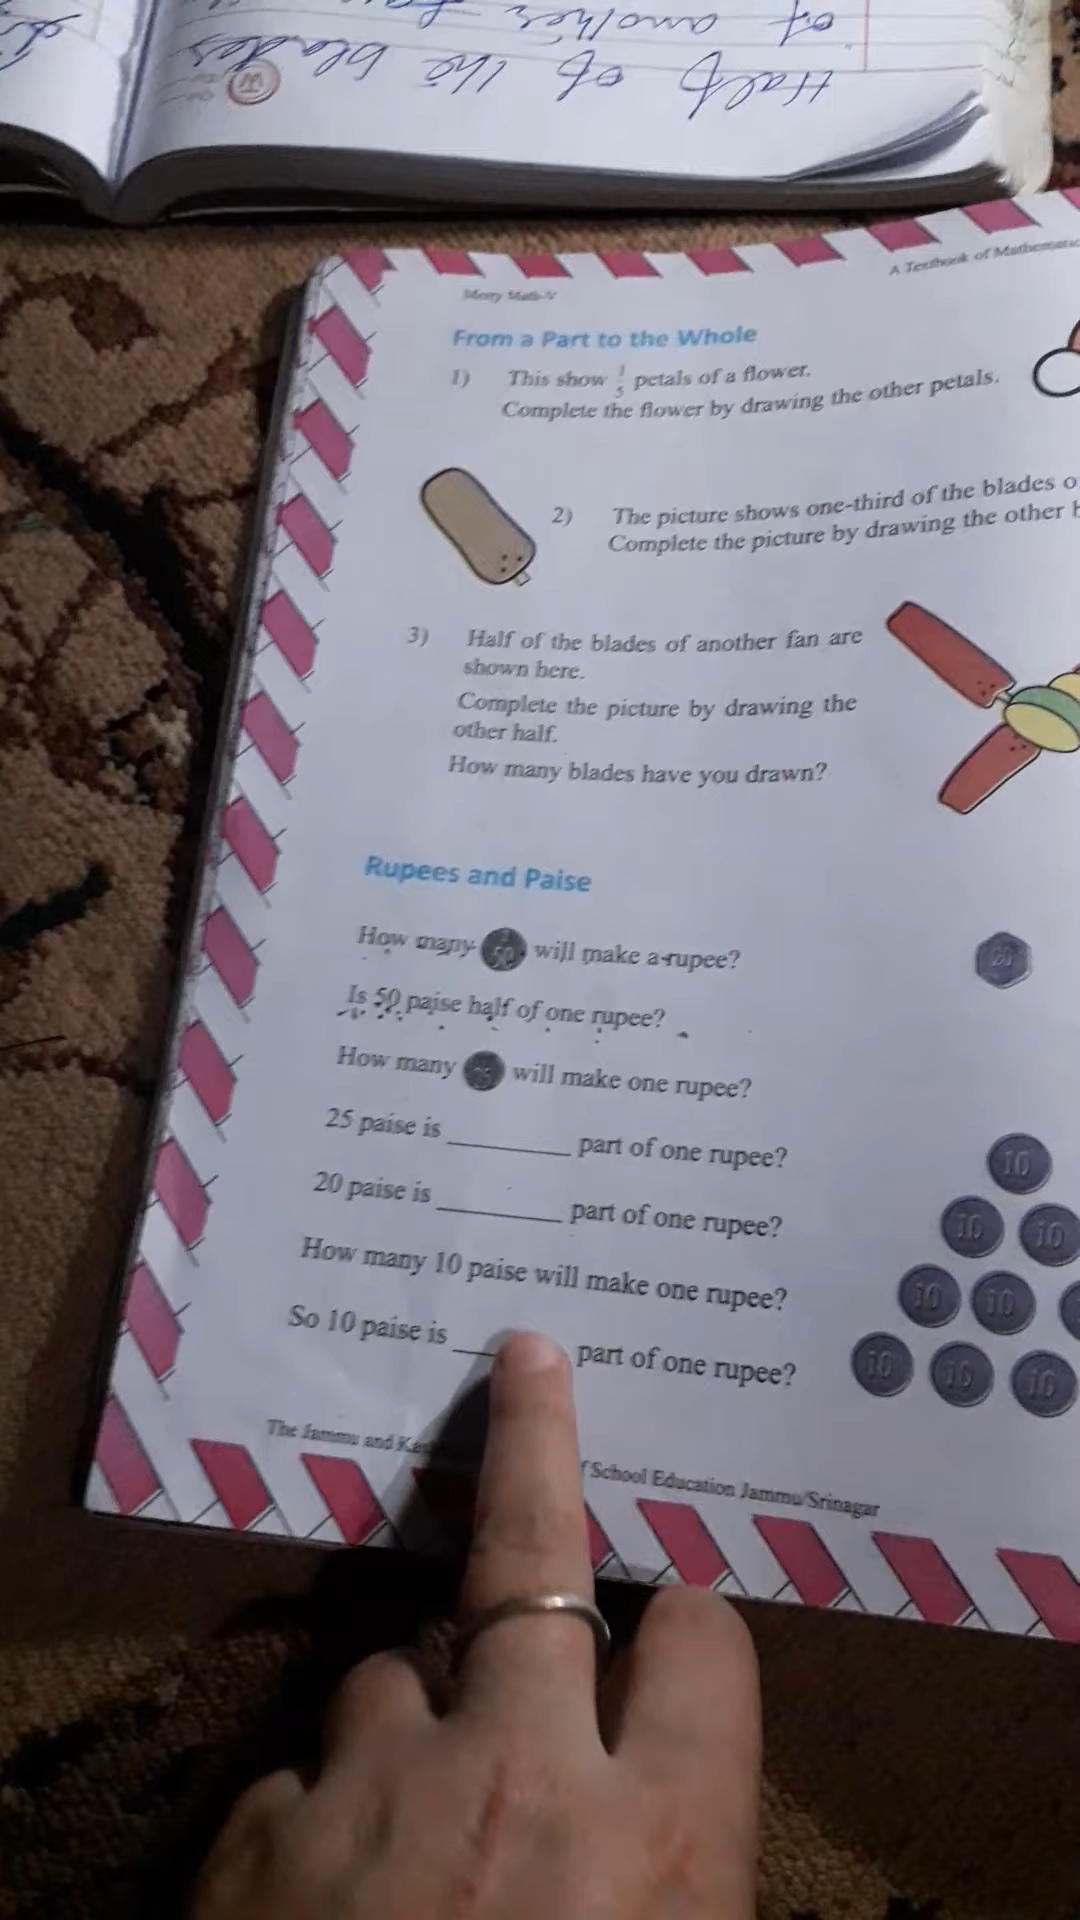 of another
Half of the blades
Merry Math-V
A Textbook of
From a Part to the Whole
1) This show 1/5 petals of a flower.
Complete the flower by drawing the other petals.
2) The picture shows one-third of the blades
Complete the picture by drawing the other
3) Half of the blades of another fan are
shown here.
Complete the picture by drawing the
other half.
How many blades have you drawn?
Rupees and Paise
How many 50 will make a rupee?
20
Is 50 paise half of one rupee?
How many will make one rupee?
25 paise is ________ part of one rupee?
10
20 paise is ________ part of one rupee?
10 10
How many 10 paise will make one rupee?
10 10
So 10 paise is ____ part of one rupee?
10 10 10
The Jammu and
School Education Jammu/Srinagar